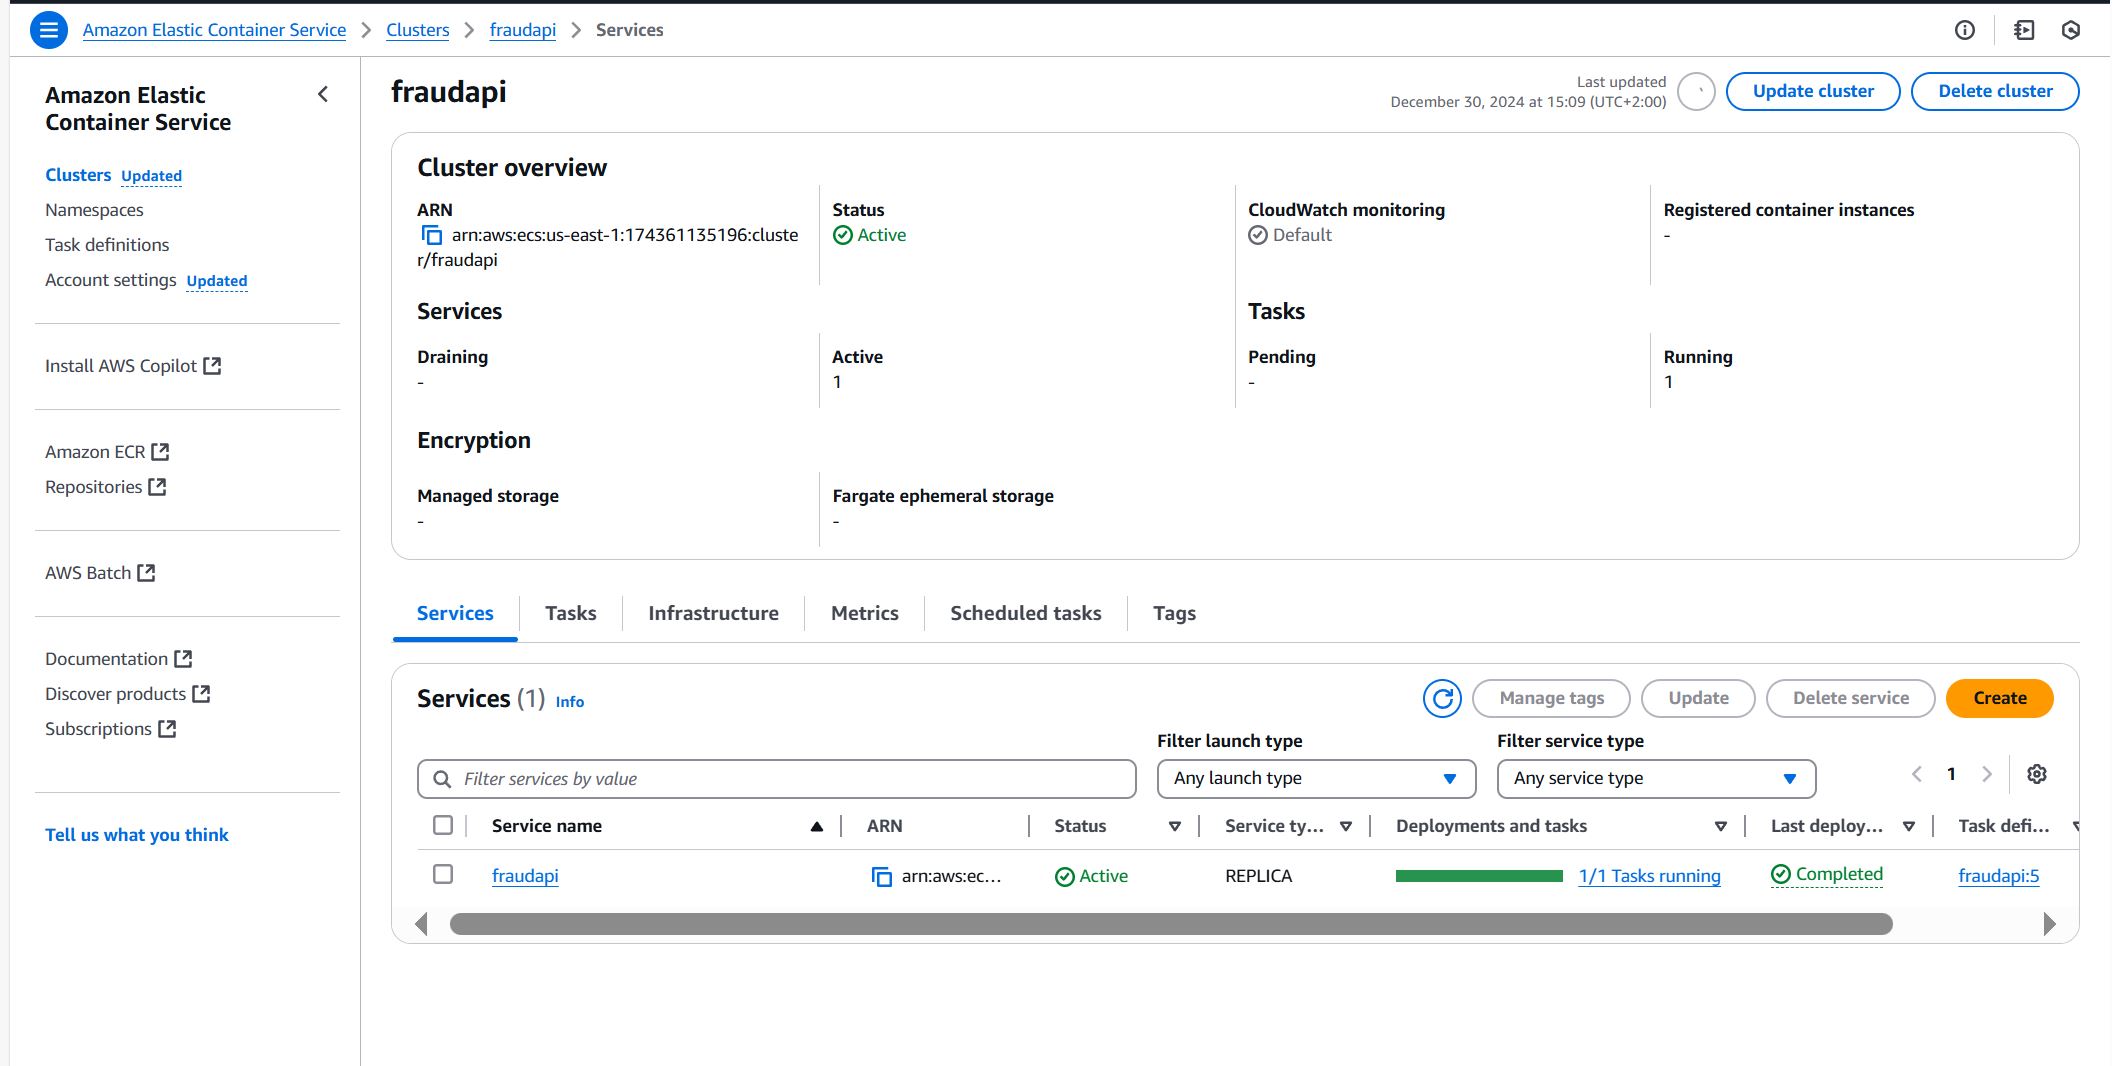 Amazon Elastic Container Service > Clusters > fraudapi > Services
Amazon Elastic
Container Service
Clusters Updated
Namespaces
Task definitions
Account settings Updated
Install AWS Copilot
Amazon ECR
Repositories
AWS Batch
Documentation
Discover products
Subscriptions
Tell us what you think
fraudapi
Last updated
December 30, 2024 at 15:09 (UTC+2:00)
Update cluster
Delete cluster
Cluster overview
ARN
arn:aws:ecs:us-east-1:174361135196:cluste
r/fraudapi
Status
Active
CloudWatch monitoring
Default
Registered container instances
-
Services
Tasks
Draining
-
Active
1
Pending
-
Running
1
Encryption
Managed storage
-
Fargate ephemeral storage
-
Services Tasks Infrastructure Metrics Scheduled tasks Tags
Services (1) Info
Manage tags Update Delete service Create
Filter services by value
Filter launch type
Any launch type
Filter service type
Any service type
1
Service name ARN Status Service ty... Deployments and tasks Last deploy... Task defi...
fraudapi arn:aws:ec... Active REPLICA 1/1 Tasks running Completed fraudapi:5